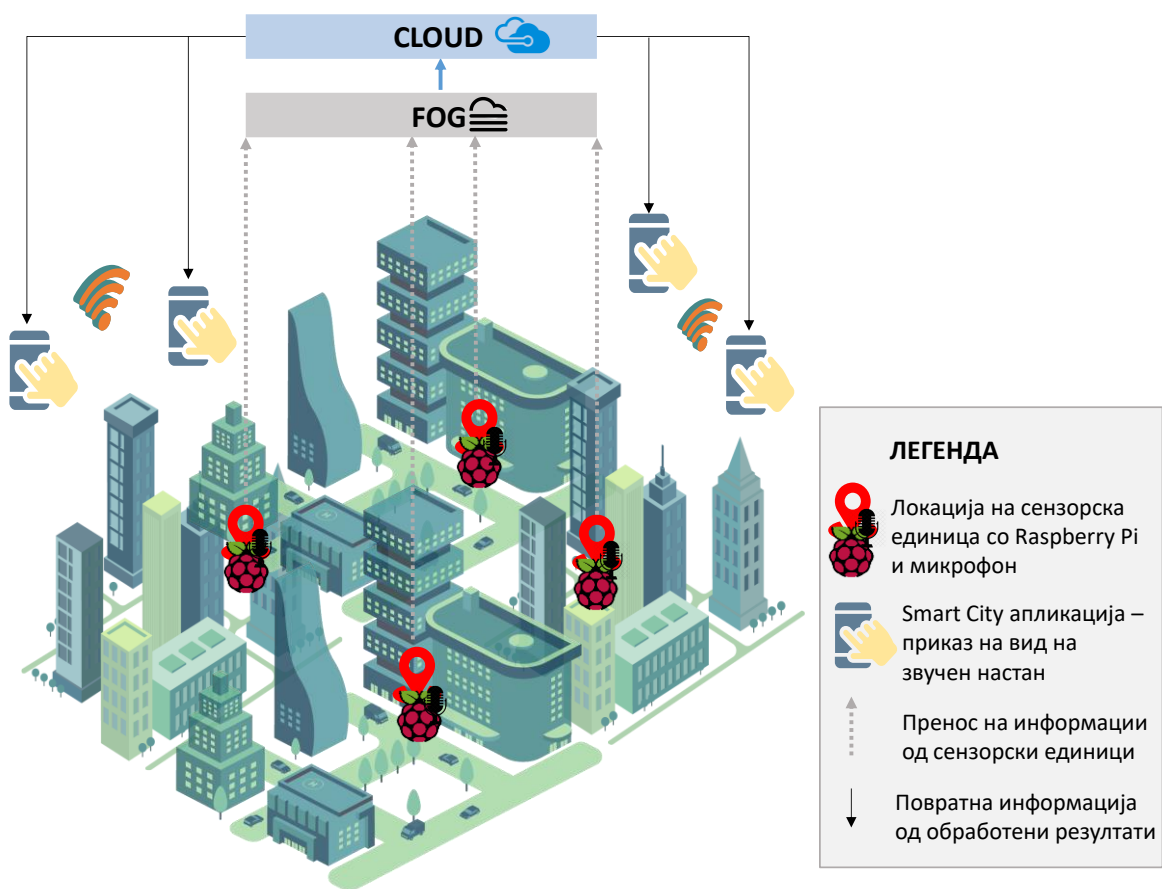 CLOUD
FOG
ЛЕГЕНДА
Локација на сензорска
единица со Raspberry Pi
и микрофон
Smart City апликација –
приказ на вид на
звучен настан
Пренос на информации
од сензорски единици
Повратна информација
од обработени резултати